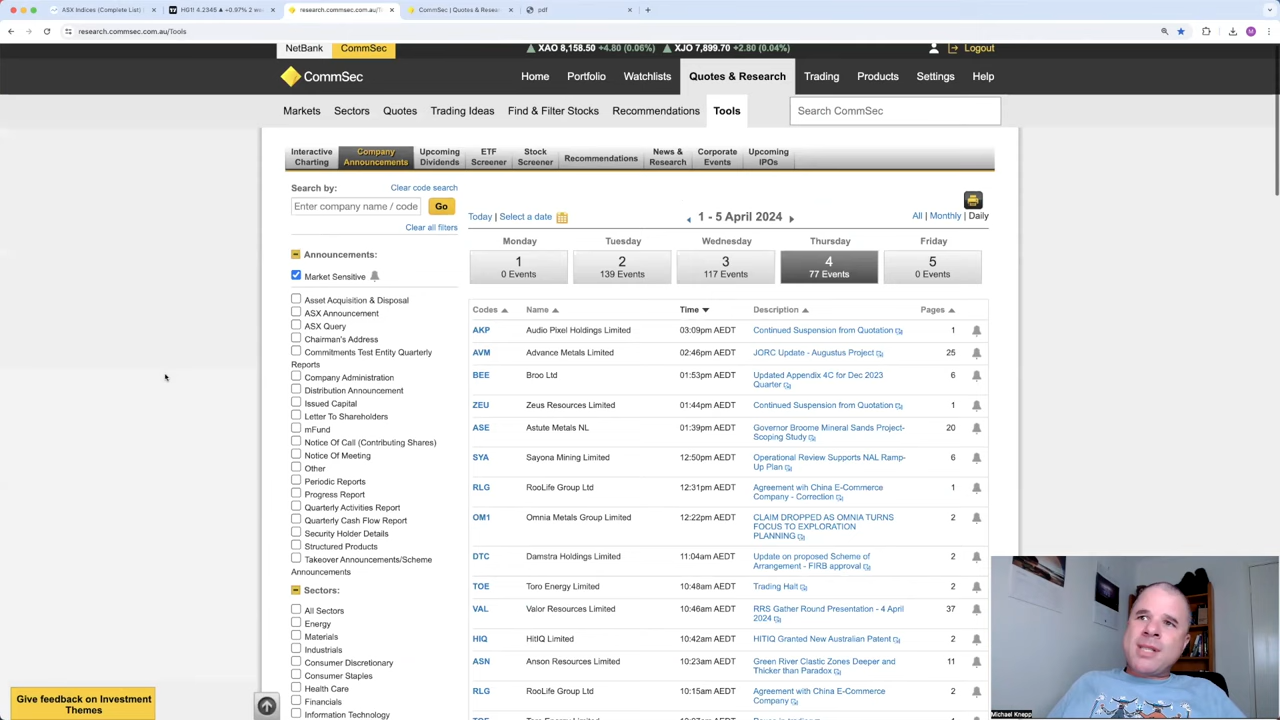 ASX Indices (Complete List) |
HG1! 4.2345 ▲ +0.97% 2 we
research.commsec.com.au/To
CommSec | Quotes & Resear
pdf
research.commsec.com.au/Tools
NetBank
CommSec
XAO 8,158.50 +4.80 (0.06%)
XJO 7,899.70 +2.80 (0.04%)
Logout
CommSec
Home Portfolio Watchlists Quotes & Research Trading Products Settings Help
Markets Sectors Quotes Trading Ideas Find & Filter Stocks Recommendations Tools
Search CommSec
Interactive Charting
Company Announcements
Upcoming Dividends
ETF Screener
Stock Screener
Recommendations
News & Research
Corporate Events
Upcoming IPOs
Search by:
Clear code search
Enter company name / code
Go
Clear all filters
Announcements:
Market Sensitive
Asset Acquisition & Disposal
ASX Announcement
ASX Query
Chairman's Address
Commitments Test Entity Quarterly
Reports
Company Administration
Distribution Announcement
Issued Capital
Letter To Shareholders
mFund
Notice Of Call (Contributing Shares)
Notice Of Meeting
Other
Periodic Reports
Progress Report
Quarterly Activities Report
Quarterly Cash Flow Report
Security Holder Details
Structured Products
Takeover Announcements/Scheme
Announcements
Sectors:
All Sectors
Energy
Materials
Industrials
Consumer Discretionary
Consumer Staples
Health Care
Financials
Information Technology
Today | Select a date
1 - 5 April 2024
All | Monthly | Daily
Monday Tuesday Wednesday Thursday Friday
1 2 3 4 5
0 Events 139 Events 117 Events 77 Events 0 Events
Codes Name Time Description Pages
AKP Audio Pixel Holdings Limited 03:09pm AEDT Continued Suspension from Quotation 1
AVM Advance Metals Limited 02:46pm AEDT JORC Update - Augustus Project 25
BEE Broo Ltd 01:53pm AEDT Updated Appendix 4C for Dec 2023 6
Quarter
ZEU Zeus Resources Limited 01:44pm AEDT Continued Suspension from Quotation 1
ASE Astute Metals NL 01:39pm AEDT Governor Broome Mineral Sands Project- 20
Scoping Study
SYA Sayona Mining Limited 12:50pm AEDT Operational Review Supports NAL Ramp- 6
Up Plan
RLG RooLife Group Ltd 12:31pm AEDT Agreement wih China E-Commerce 1
Company - Correction
OM1 Omnia Metals Group Limited 12:22pm AEDT CLAIM DROPPED AS OMNIA TURNS 2
FOCUS TO EXPLORATION
PLANNING
DTC Damstra Holdings Limited 11:04am AEDT Update on proposed Scheme of 2
Arrangement - FIRB approval
TOE Toro Energy Limited 10:48am AEDT Trading Halt 2
VAL Valor Resources Limited 10:46am AEDT RRS Gather Round Presentation - 4 April 37
2024
HIQ HitIQ Limited 10:42am AEDT HITIQ Granted New Australian Patent 2
ASN Anson Resources Limited 10:23am AEDT Green River Clastic Zones Deeper and 11
Thicker than Paradox
RLG RooLife Group Ltd 10:15am AEDT Agreement with China E-Commerce 2
Company
Give feedback on Investment
Themes
Michael Knepp